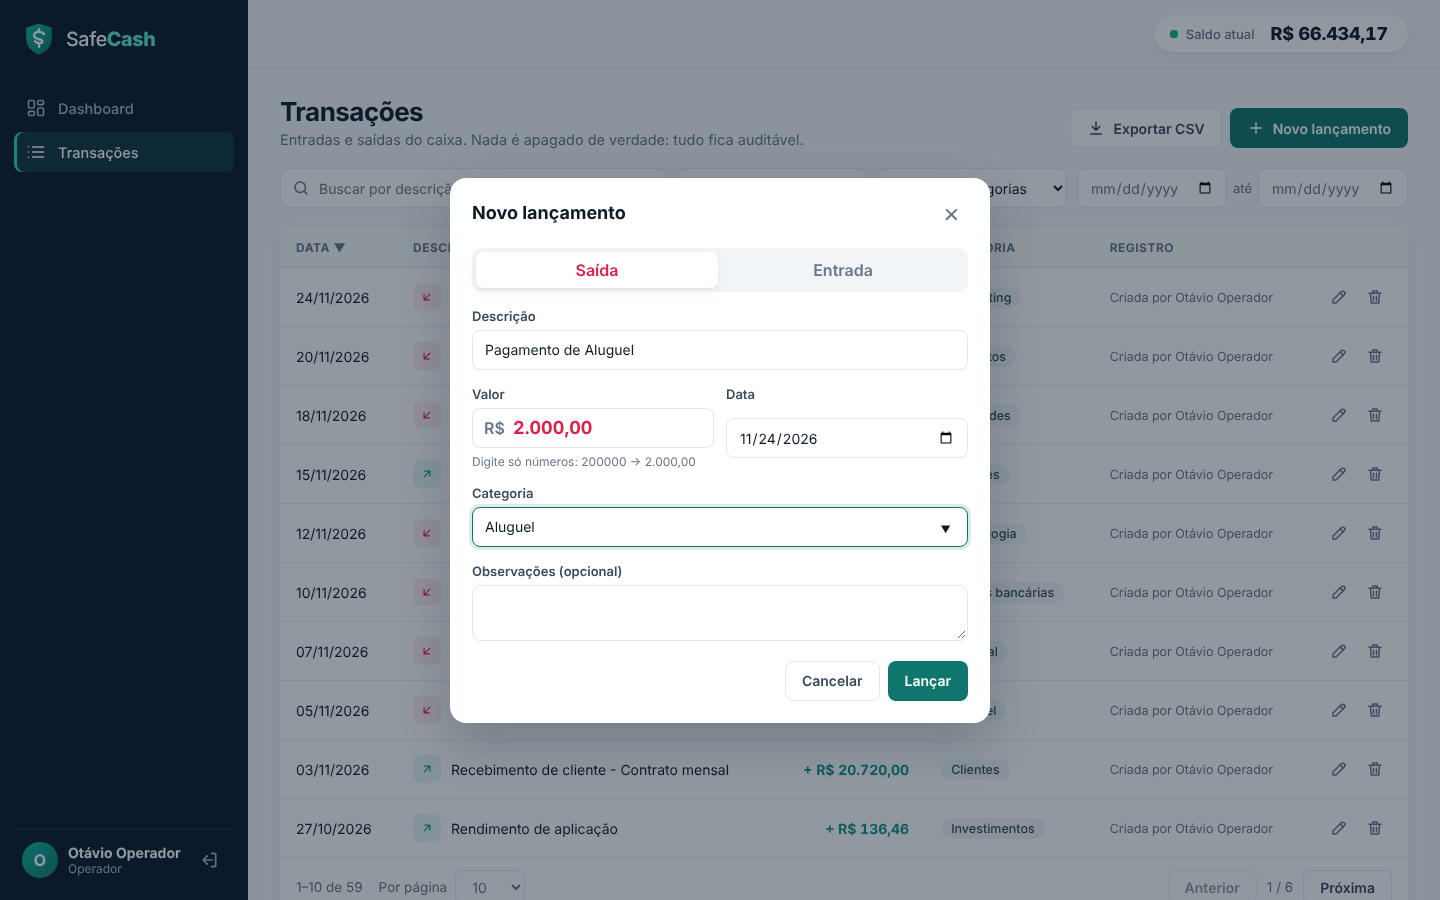 SafeCash
Saldo atual R$ 66.434,17
Dashboard
Transações
Transações
Entradas e saídas do caixa. Nada é apagado de verdade: tudo fica auditável.
Exportar CSV
Novo lançamento
Buscar por
mm/dd/yyyy até mm/dd/yyyy
DATA ▼ REGISTRO
24/11/2026 Criada por Otávio Operador
20/11/2026 Criada por Otávio Operador
18/11/2026 Criada por Otávio Operador
15/11/2026 Criada por Otávio Operador
12/11/2026 Criada por Otávio Operador
10/11/2026 bancárias Criada por Otávio Operador
07/11/2026 Criada por Otávio Operador
05/11/2026 Criada por Otávio Operador
03/11/2026 Recebimento de cliente - Contrato mensal + R$ 20.720,00 Clientes Criada por Otávio Operador
27/10/2026 Rendimento de aplicação + R$ 136,46 Investimentos Criada por Otávio Operador
1–10 de 59 Por página 10 Anterior 1 / 6 Próxima
Novo lançamento
Saída Entrada
Descrição
Pagamento de Aluguel
Valor Data
R$ 2.000,00
11/24/2026
Digite só números: 200000 → 2.000,00
Categoria
Aluguel
Observações (opcional)
Cancelar Lançar
O
Otávio Operador
Operador